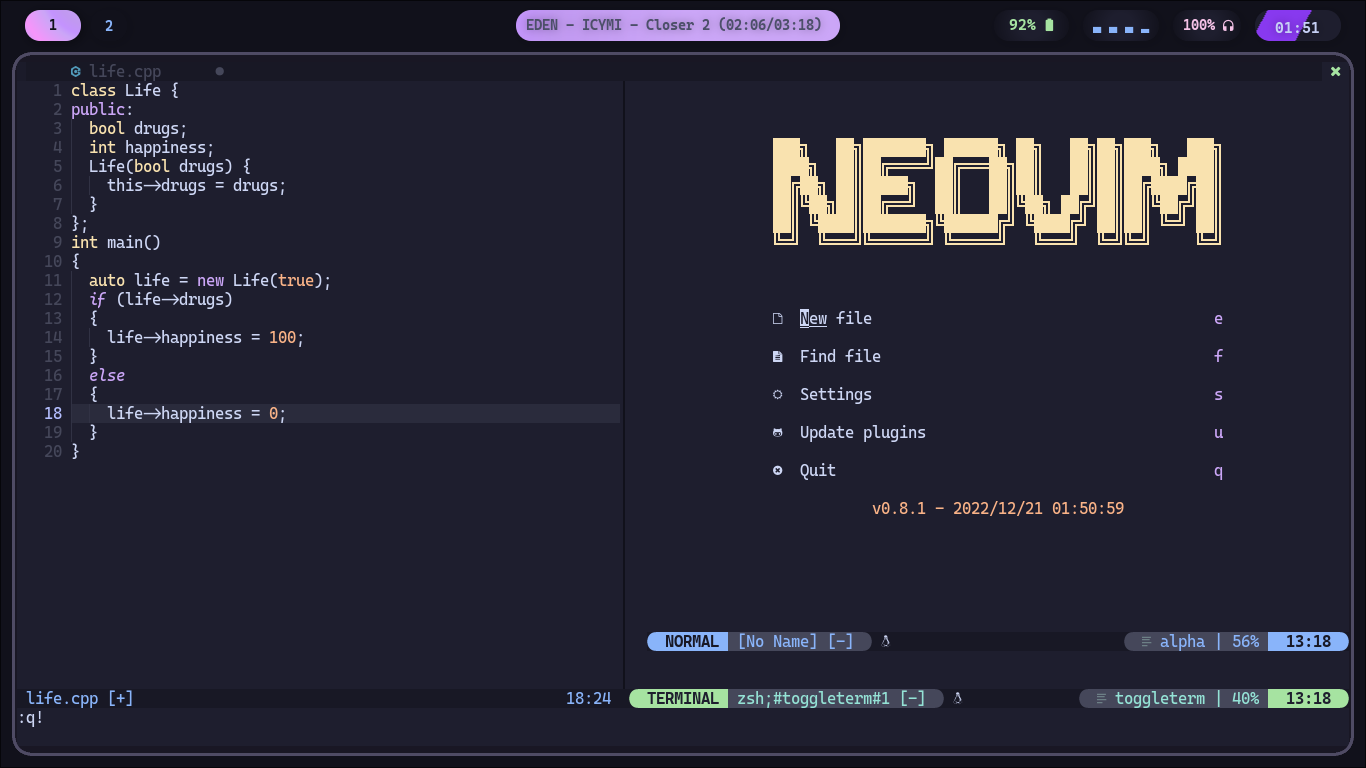 1
2
EDEN - ICYMI - Closer 2 (02:06/03:18)
92%
100%
01:51
life.cpp
1 class Life {
2 public:
3   bool drugs;
4   int happiness;
5   Life(bool drugs) {
6     this->drugs = drugs;
7   }
8 };
9 int main()
10 {
11   auto life = new Life(true);
12   if (life->drugs)
13   {
14     life->happiness = 100;
15   }
16   else
17   {
18     life->happiness = 0;
19   }
20 }
NEOVIM
New file e
Find file f
Settings s
Update plugins u
Quit q
v0.8.1 - 2022/12/21 01:50:59
NORMAL [No Name] [-] alpha | 56% 13:18
life.cpp [+] 18:24
TERMINAL zsh;#toggleterm#1 [-] toggleterm | 40% 13:18
:q!